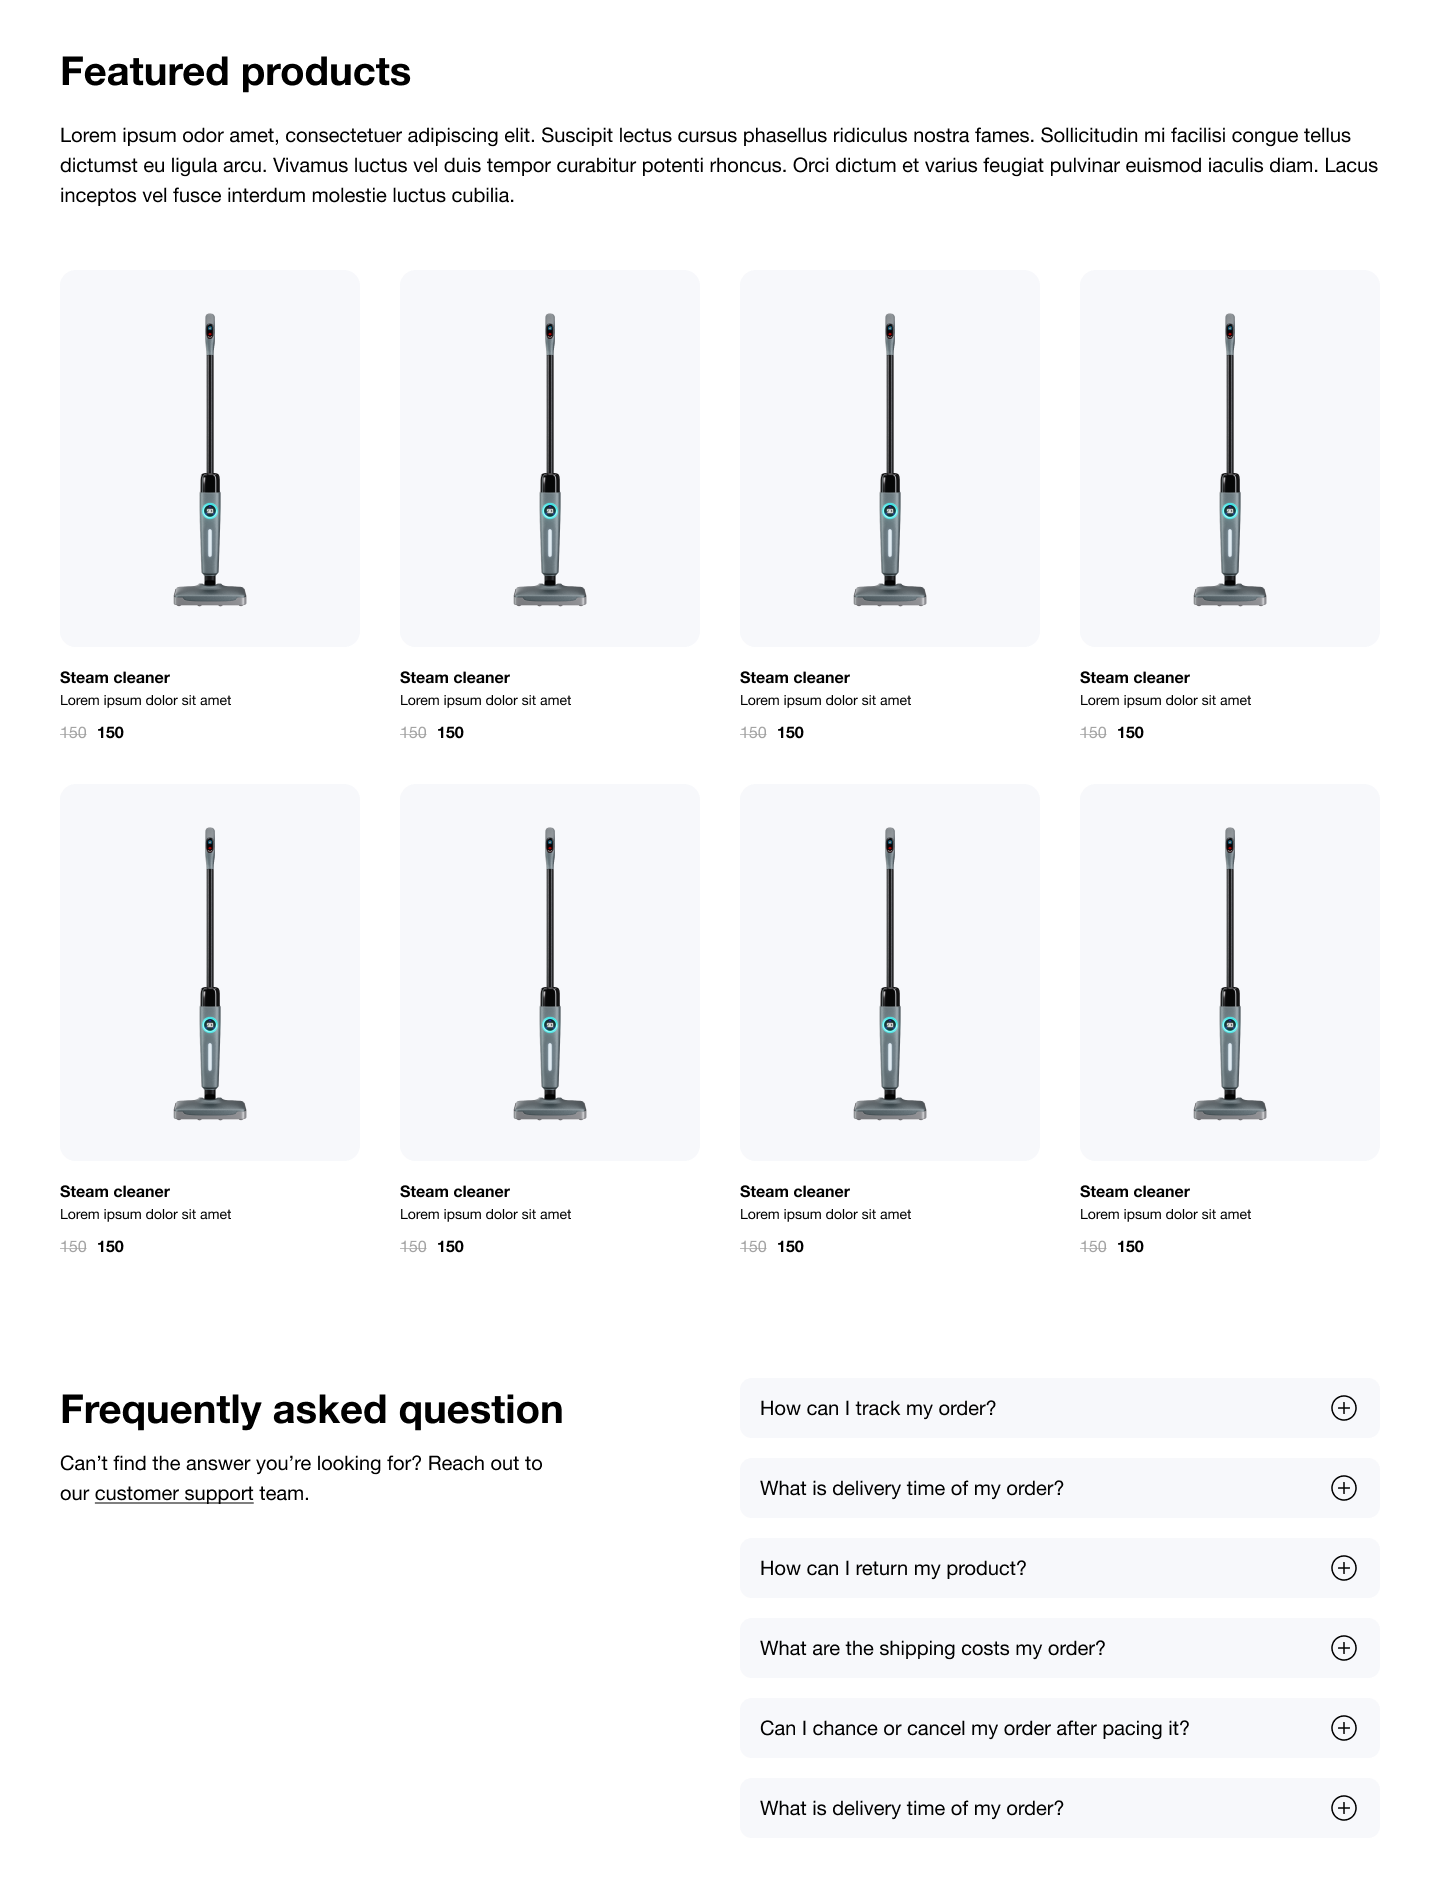 Featured products
Lorem ipsum odor amet, consectetuer adipiscing elit. Suscipit lectus cursus phasellus ridiculus nostra fames. Sollicitudin mi facilisi congue tellus
dictumst eu ligula arcu. Vivamus luctus vel duis tempor curabitur potenti rhoncus. Orci dictum et varius feugiat pulvinar euismod iaculis diam. Lacus
inceptos vel fusce interdum molestie luctus cubilia.
90
90
90
90
Steam cleaner
Lorem ipsum dolor sit amet
150 150
Steam cleaner
Lorem ipsum dolor sit amet
150 150
Steam cleaner
Lorem ipsum dolor sit amet
150 150
Steam cleaner
Lorem ipsum dolor sit amet
150 150
90
90
90
90
Steam cleaner
Lorem ipsum dolor sit amet
150 150
Steam cleaner
Lorem ipsum dolor sit amet
150 150
Steam cleaner
Lorem ipsum dolor sit amet
150 150
Steam cleaner
Lorem ipsum dolor sit amet
150 150
Frequently asked question
Can’t find the answer you’re looking for? Reach out to
our customer support team.
How can I track my order?
What is delivery time of my order?
How can I return my product?
What are the shipping costs my order?
Can I chance or cancel my order after pacing it?
What is delivery time of my order?